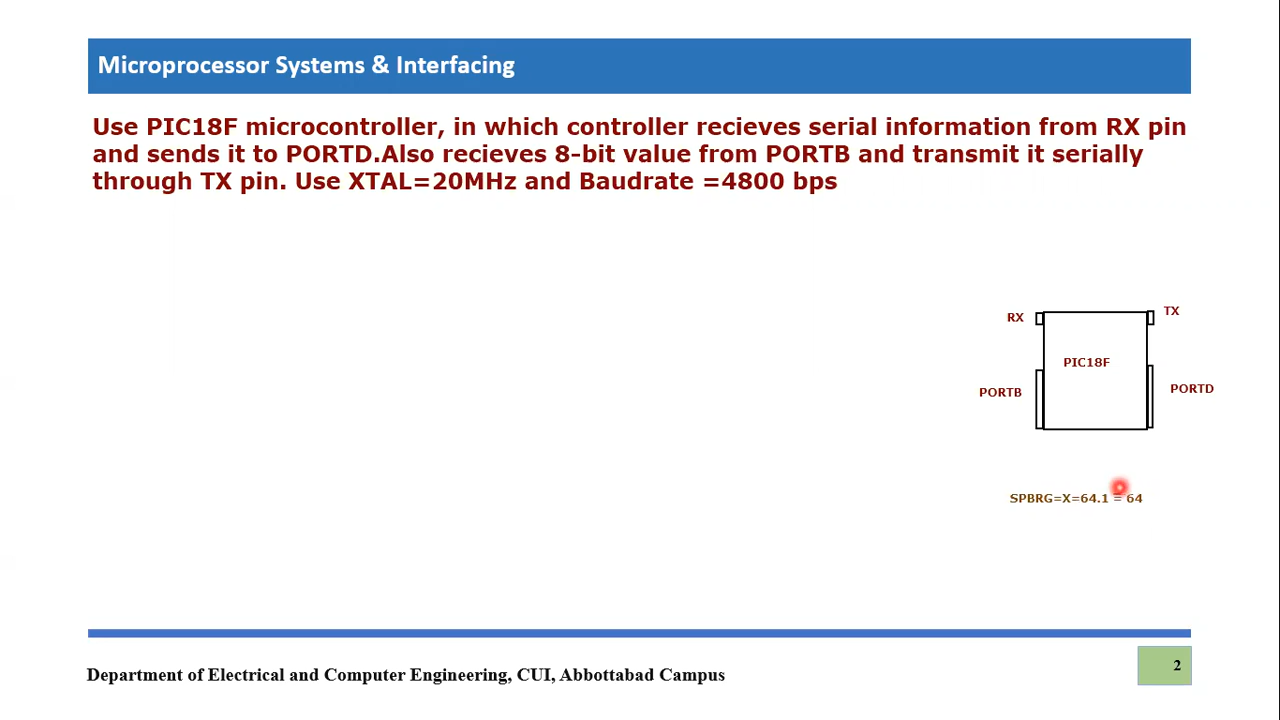 Microprocessor Systems & Interfacing
Use PIC18F microcontroller, in which controller recieves serial information from RX pin
and sends it to PORTD.Also recieves 8-bit value from PORTB and transmit it serially
through TX pin. Use XTAL=20MHz and Baudrate =4800 bps
RX
TX
PIC18F
PORTB
PORTD
SPBRG=X=64.1 = 64
Department of Electrical and Computer Engineering, CUI, Abbottabad Campus
2